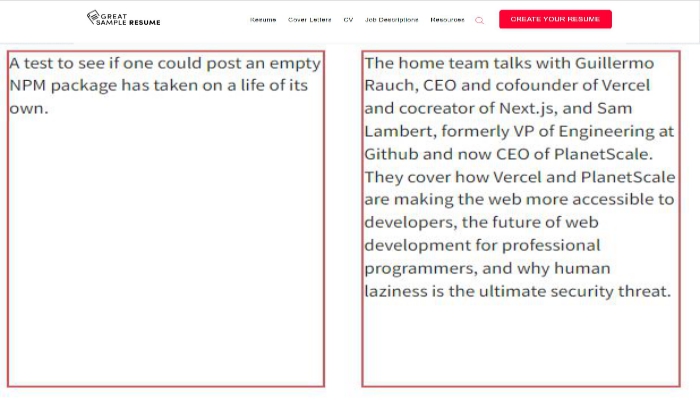 GREAT
SAMPLE RESUME
Resume Cover Letters CV Job Descriptions Resources
CREATE YOUR RESUME
A test to see if one could post an empty
NPM package has taken on a life of its
own.
The home team talks with Guillermo
Rauch, CEO and cofounder of Vercel
and cocreator of Next.js, and Sam
Lambert, formerly VP of Engineering at
Github and now CEO of PlanetScale.
They cover how Vercel and PlanetScale
are making the web more accessible to
developers, the future of web
development for professional
programmers, and why human
laziness is the ultimate security threat.